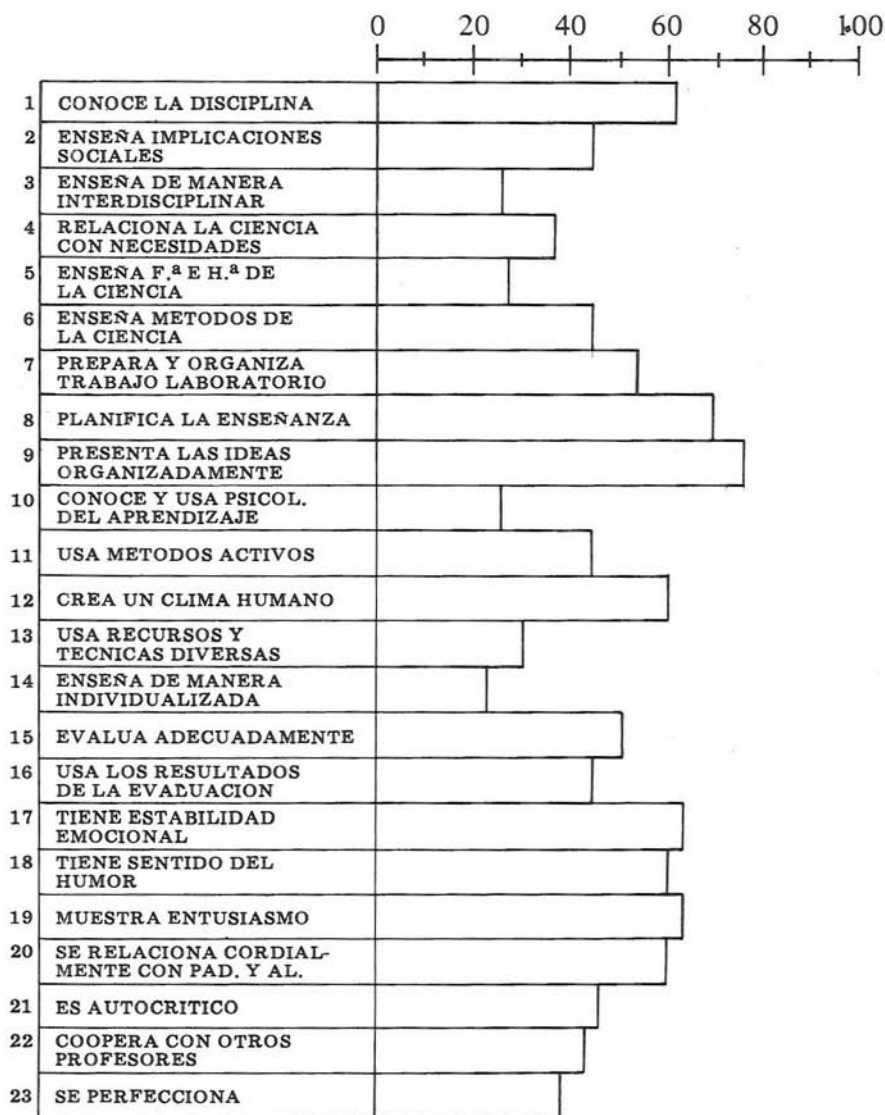 0 20 40 60 80 100
1 CONOCE LA DISCIPLINA
2 ENSEÑA IMPLICACIONES
SOCIALES
3 ENSEÑA DE MANERA
INTERDISCIPLINAR
4 RELACIONA LA CIENCIA
CON NECESIDADES
5 ENSEÑA F.ª E H.ª DE
LA CIENCIA
6 ENSEÑA METODOS DE
LA CIENCIA
7 PREPARA Y ORGANIZA
TRABAJO LABORATORIO
8 PLANIFICA LA ENSEÑANZA
9 PRESENTA LAS IDEAS
ORGANIZADAMENTE
10 CONOCE Y USA PSICOL.
DEL APRENDIZAJE
11 USA METODOS ACTIVOS
12 CREA UN CLIMA HUMANO
13 USA RECURSOS Y
TECNICAS DIVERSAS
14 ENSEÑA DE MANERA
INDIVIDUALIZADA
15 EVALUA ADECUADAMENTE
16 USA LOS RESULTADOS
DE LA EVALUACION
17 TIENE ESTABILIDAD
EMOCIONAL
18 TIENE SENTIDO DEL
HUMOR
19 MUESTRA ENTUSIASMO
20 SE RELACIONA CORDIAL-
MENTE CON PAD. Y AL.
21 ES AUTOCRITICO
22 COOPERA CON OTROS
PROFESORES
23 SE PERFECCIONA